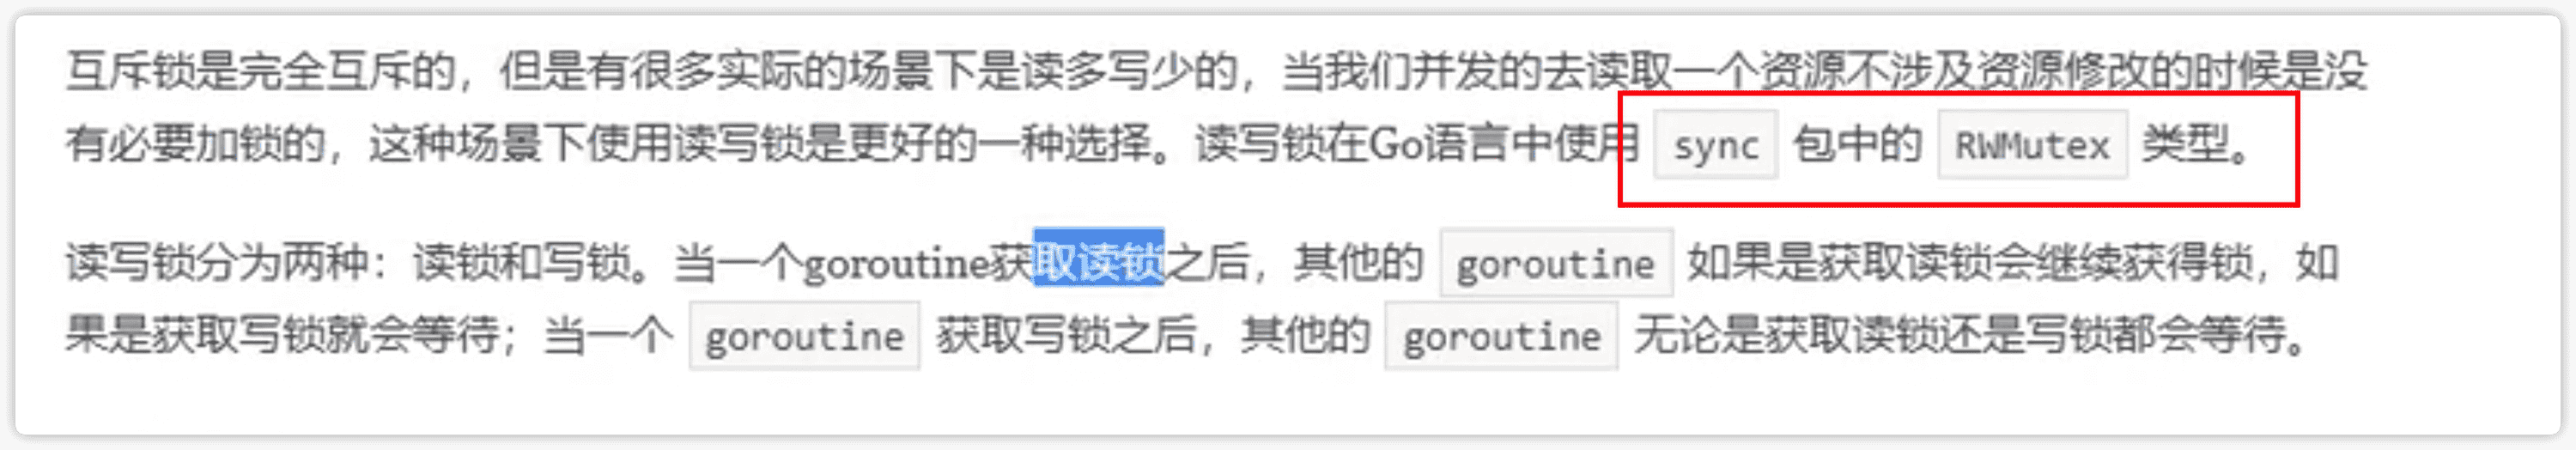 互斥锁是完全互斥的，但是有很多实际的场景下是读多写少的，当我们并发的去读取一个资源不涉及资源修改的时候是没
有必要加锁的，这种场景下使用读写锁是更好的一种选择。读写锁在Go语言中使用 sync 包中的 RWMutex 类型。
读写锁分为两种：读锁和写锁。当一个goroutine获取读锁之后，其他的 goroutine 如果是获取读锁会继续获得锁，如
果是获取写锁就会等待；当一个 goroutine 获取写锁之后，其他的 goroutine 无论是获取读锁还是写锁都会等待。